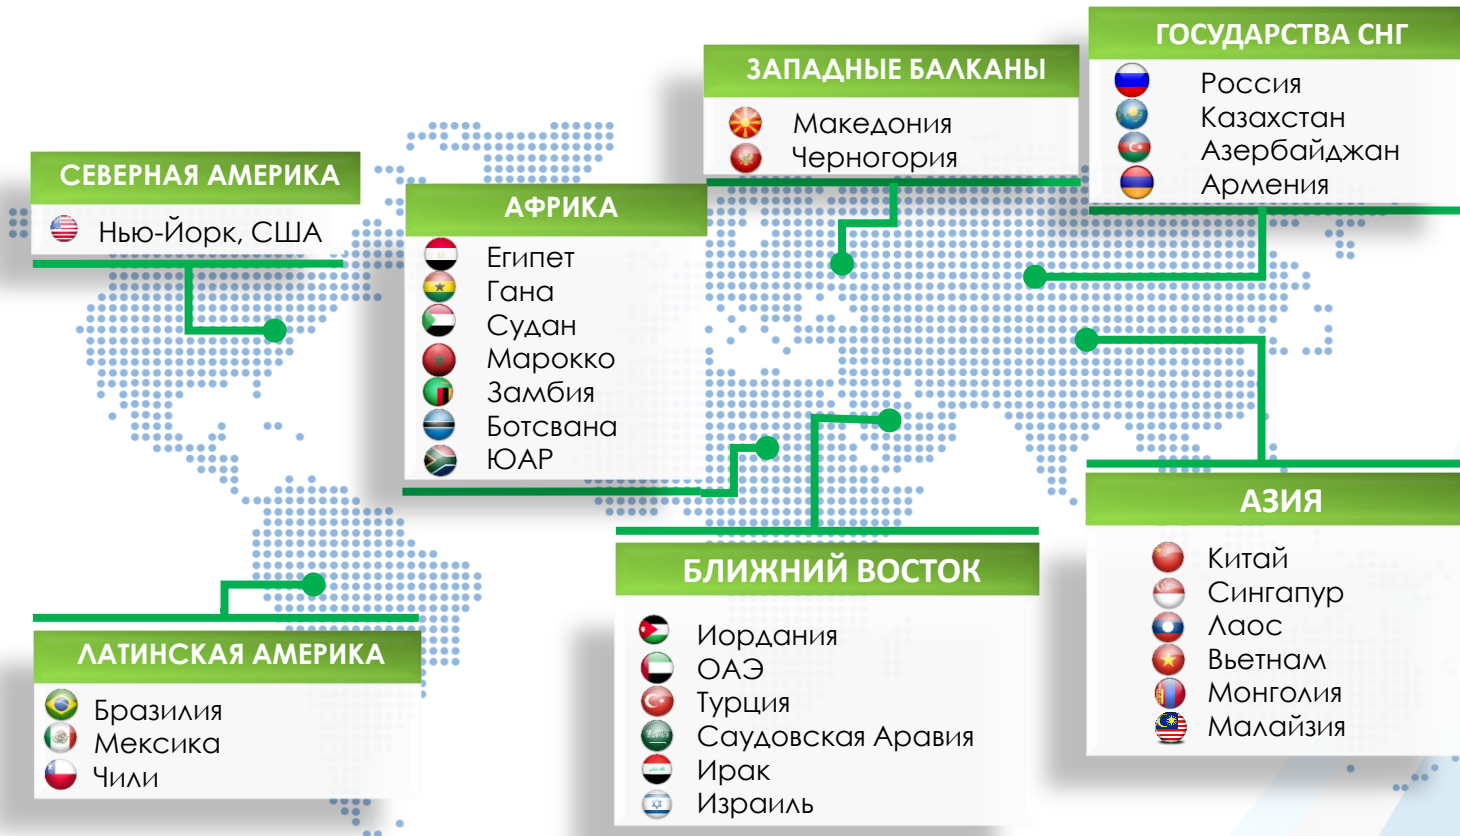 ГОСУДАРСТВА СНГ
Россия
Казахстан
Азербайджан
Армения
ЗАПАДНЫЕ БАЛКАНЫ
Македония
Черногория
СЕВЕРНАЯ АМЕРИКА
Нью-Йорк, США
АФРИКА
Египет
Гана
Судан
Марокко
Замбия
Ботсвана
ЮАР
АЗИЯ
Китай
Сингапур
Лаос
Вьетнам
Монголия
Малайзия
БЛИЖНИЙ ВОСТОК
Иордания
ОАЭ
Турция
Саудовская Аравия
Ирак
Израиль
ЛАТИНСКАЯ АМЕРИКА
Бразилия
Мексика
Чили